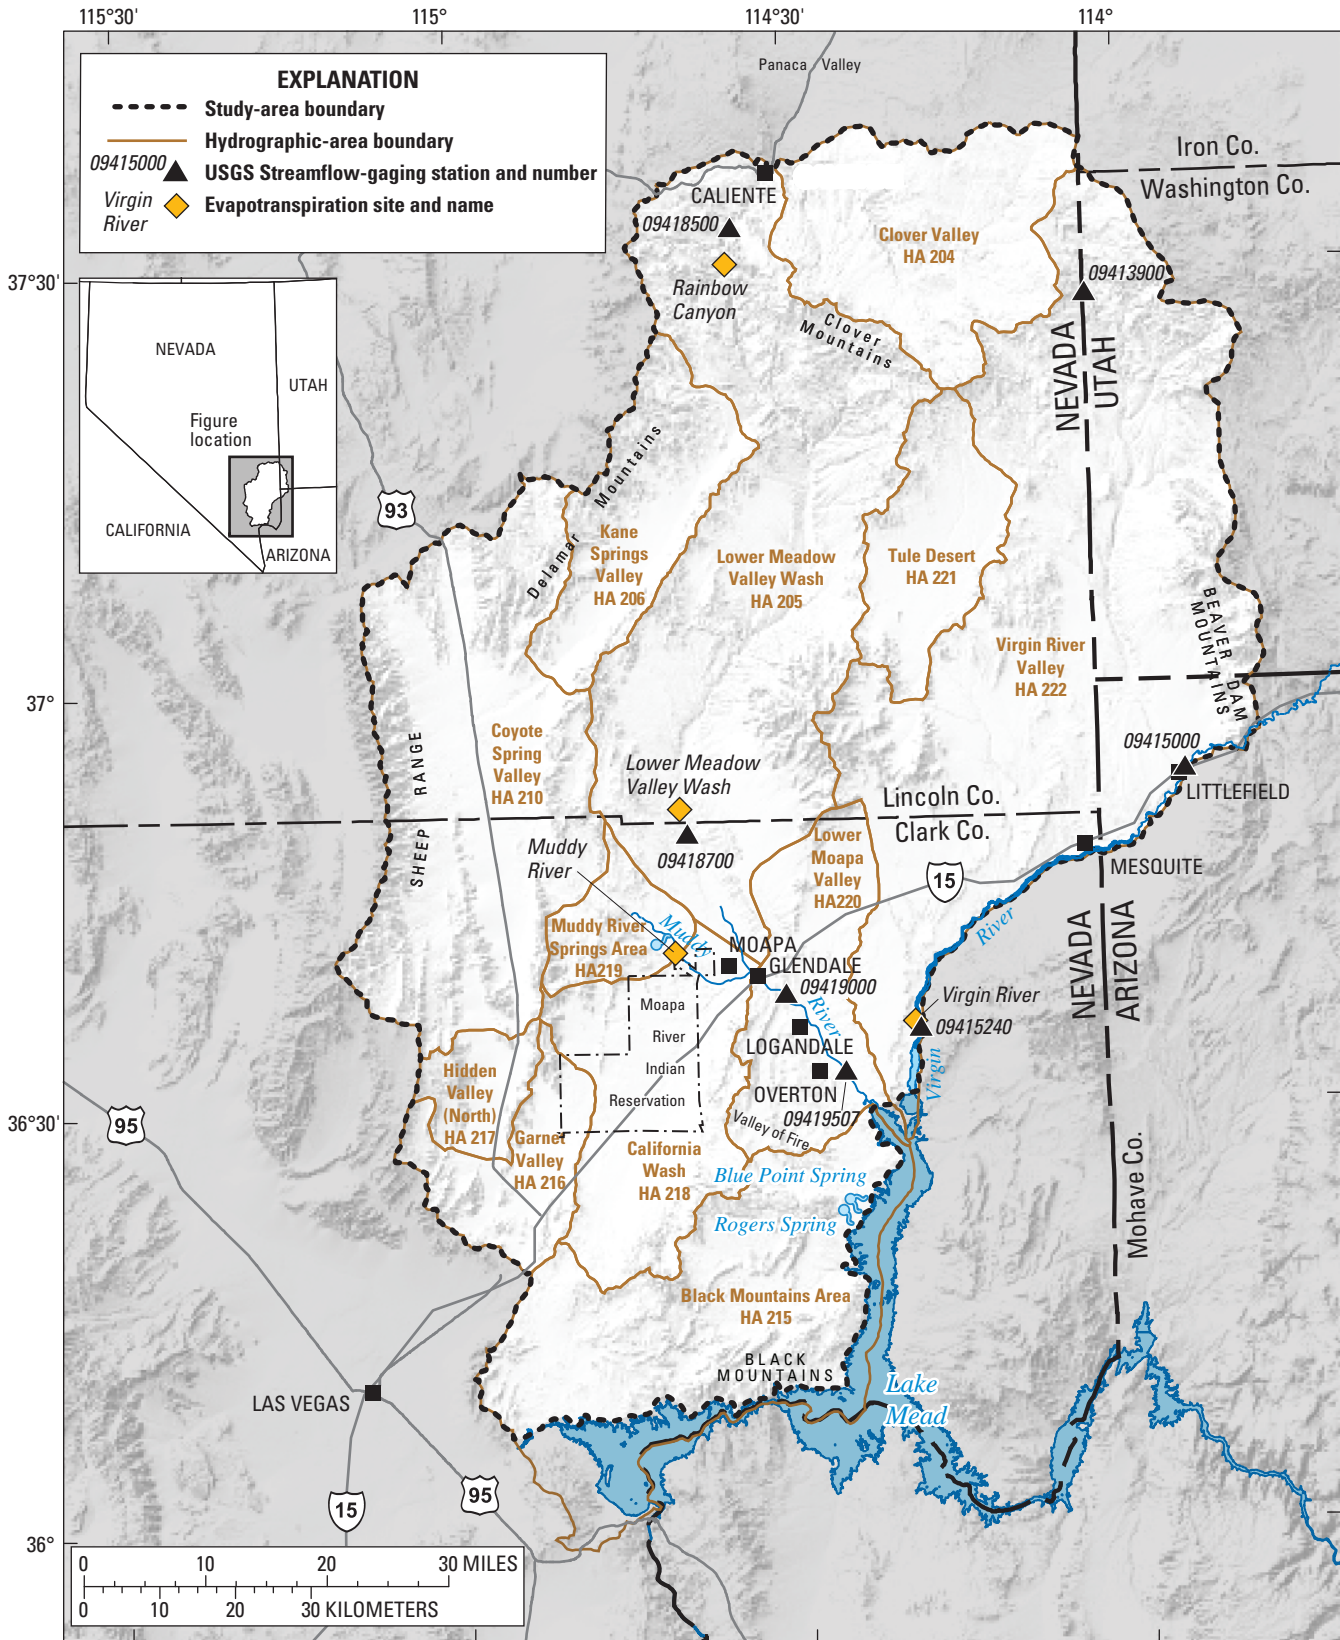 115°30'
115°
114°30'
114°
EXPLANATION
Study-area boundary
Hydrographic-area boundary
09415000
USGS Streamflow-gaging station and number
Virgin
River
Evapotranspiration site and name
Panaca Valley
Iron Co.
Washington Co.
CALIENTE
09418500
Rainbow
Canyon
Clover Valley
HA 204
09413900
Clover
Mountains
37°30'
NEVADA
UTAH
NEVADA
UTAH
Figure
location
CALIFORNIA
ARIZONA
93
Delamar Mountains
Kane
Springs
Valley
HA 206
Lower Meadow
Valley Wash
HA 205
Tule Desert
HA 221
BEAVER DAM
MOUNTAINS
Virgin River
Valley
HA 222
37°
Coyote
Spring
Valley
HA 210
SHEEP RANGE
Lower Meadow
Valley Wash
09415000
LITTLEFIELD
Lincoln Co.
Clark Co.
09418700
Muddy
River
Lower
Moapa
Valley
HA220
15
MESQUITE
River
Muddy River
Springs Area
HA219
Muddy
MOAPA
GLENDALE
09419000
River
NEVADA
ARIZONA
Virgin River
09415240
Moapa
River
Indian
Reservation
LOGANDALE
OVERTON
09419507
Virgin
Hidden
Valley
(North)
HA 217
36°30'
95
Valley of Fire
Garnet
Valley
HA 216
California
Wash
HA 218
Blue Point Spring
Rogers Spring
Mohave Co.
Black Mountains Area
HA 215
BLACK
MOUNTAINS
LAS VEGAS
Lake
Mead
15
95
36°
0 10 20 30 MILES
0 10 20 30 KILOMETERS